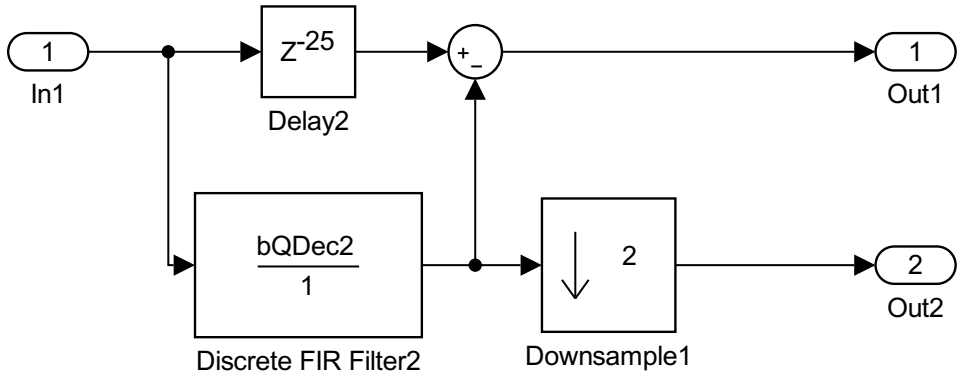 1
In1
Z-25
Delay2
+
−
1
Out1
bQDec2
1
Discrete FIR Filter2
2
Downsample1
2
Out2